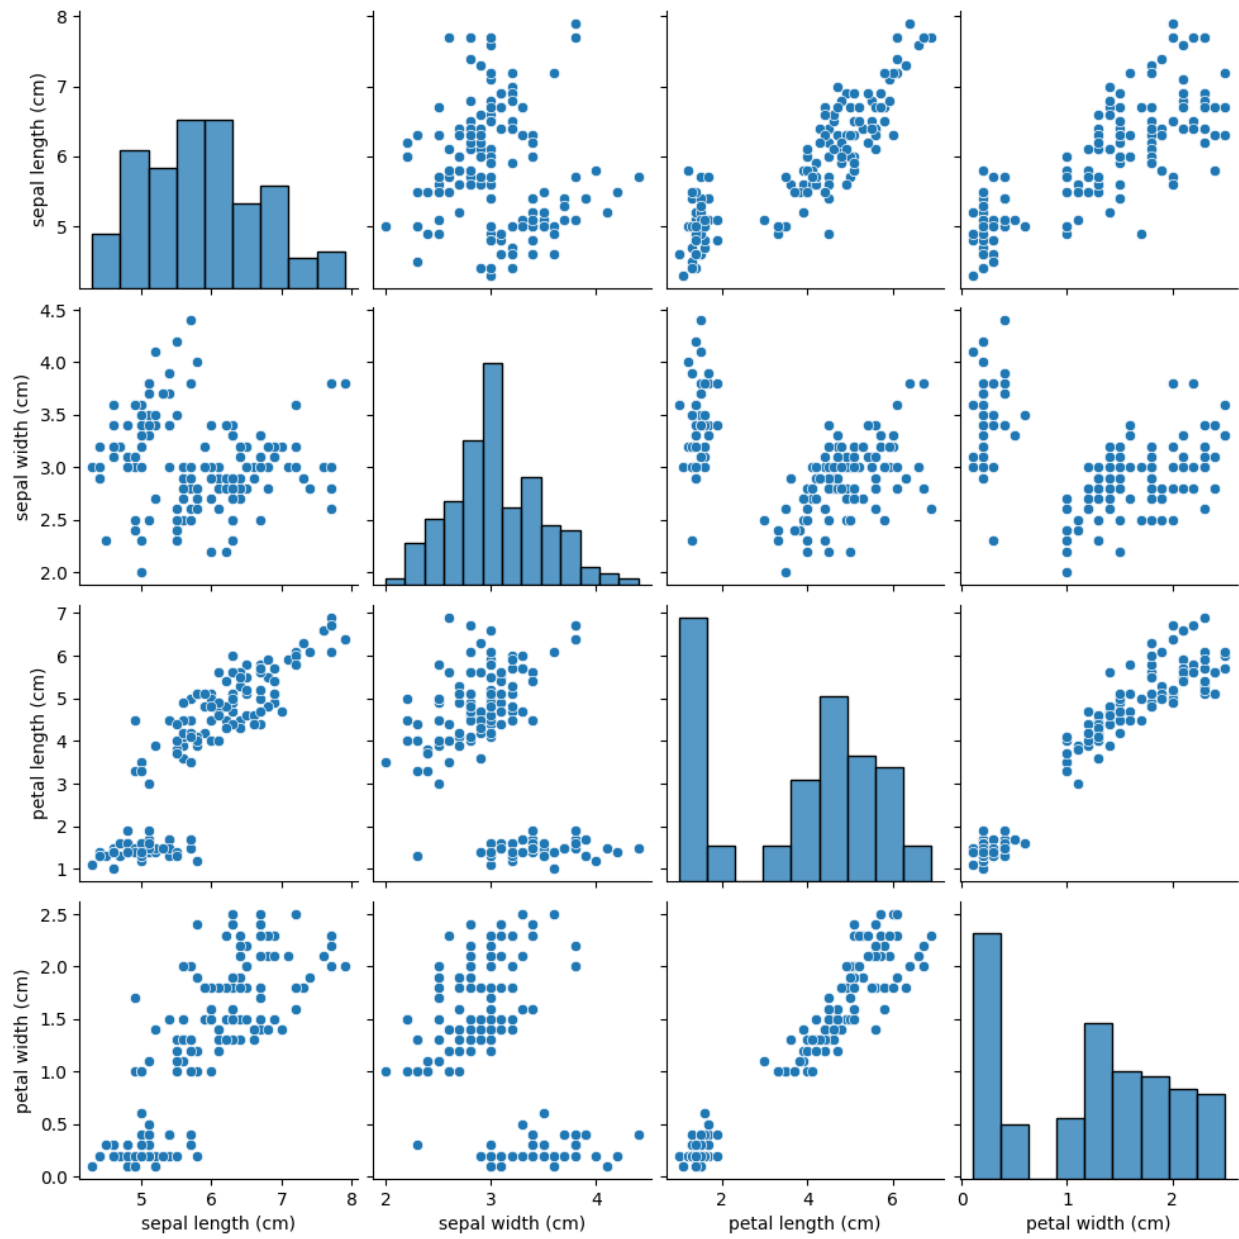 8
7
6
5
sepal length (cm)
4.5
4.0
3.5
3.0
2.5
2.0
sepal width (cm)
7
6
5
4
3
2
1
petal length (cm)
2.5
2.0
1.5
1.0
0.5
0.0
petal width (cm)
5 6 7 8
sepal length (cm)
2 3 4
sepal width (cm)
2 4 6
petal length (cm)
0 1 2
petal width (cm)